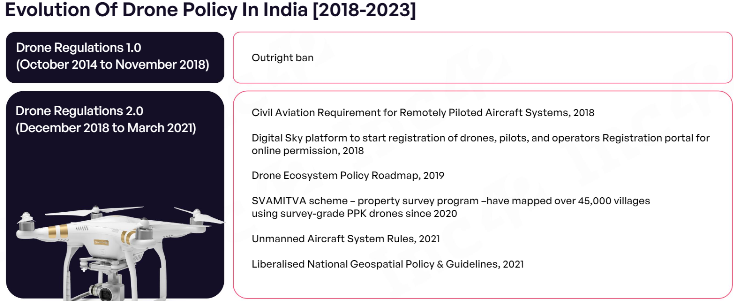 Evolution Of Drone Policy In India [2018-2023]
Drone Regulations 1.0
(October 2014 to November 2018)
Outright ban
Drone Regulations 2.0
(December 2018 to March 2021)
Civil Aviation Requirement for Remotely Piloted Aircraft Systems, 2018
Digital Sky platform to start registration of drones, pilots, and operators Registration portal for
online permission, 2018
Drone Ecosystem Policy Roadmap, 2019
SVAMITVA scheme – property survey program –have mapped over 45,000 villages
using survey-grade PPK drones since 2020
Unmanned Aircraft System Rules, 2021
Liberalised National Geospatial Policy & Guidelines, 2021